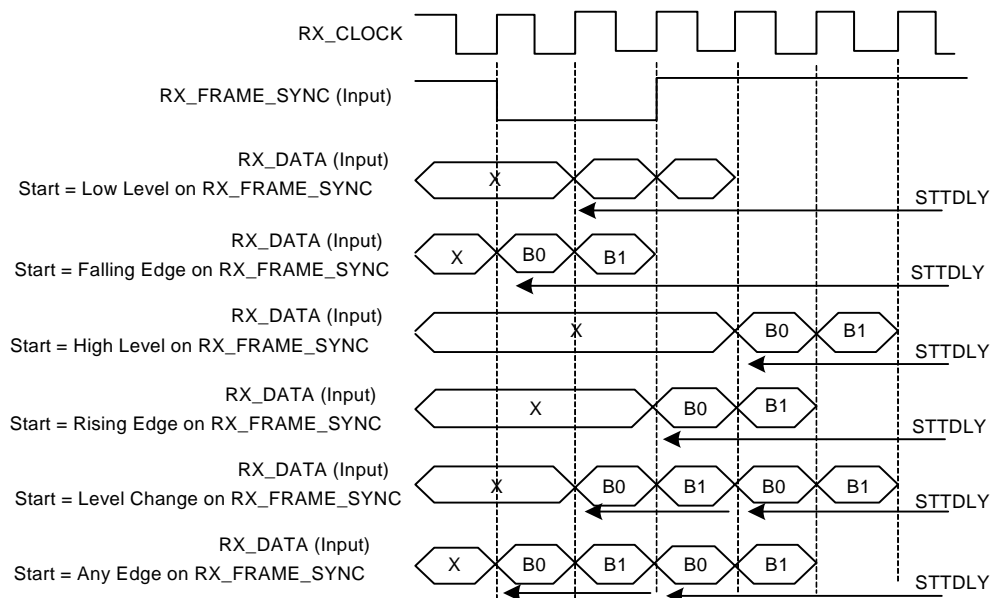 RX_CLOCK
RX_FRAME_SYNC (Input)
RX_DATA (Input)
Start = Low Level on RX_FRAME_SYNC
X
STTDLY
RX_DATA (Input)
Start = Falling Edge on RX_FRAME_SYNC
X B0 B1
STTDLY
RX_DATA (Input)
Start = High Level on RX_FRAME_SYNC
X B0 B1
STTDLY
RX_DATA (Input)
Start = Rising Edge on RX_FRAME_SYNC
X B0 B1
STTDLY
RX_DATA (Input)
Start = Level Change on RX_FRAME_SYNC
X B0 B1 B0 B1
STTDLY
RX_DATA (Input)
Start = Any Edge on RX_FRAME_SYNC
X B0 B1 B0 B1
STTDLY